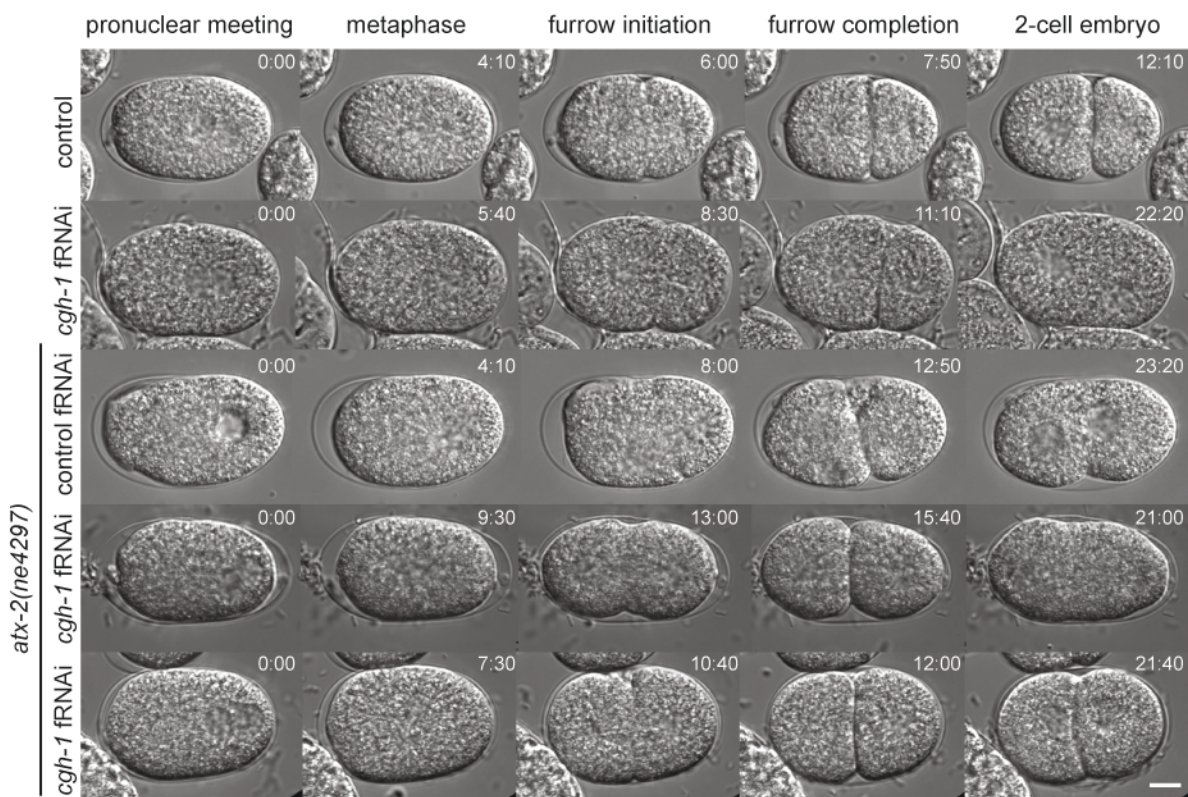 pronuclear meeting metaphase furrow initiation furrow completion 2-cell embryo
control 0:00 4:10 6:00 7:50 12:10
cgh-1 fRNAi 0:00 5:40 8:30 11:10 22:20
atx-2(ne4297)
control fRNAi 0:00 4:10 8:00 12:50 23:20
cgh-1 fRNAi 0:00 9:30 13:00 15:40 21:00
cgh-1 fRNAi 0:00 7:30 10:40 12:00 21:40